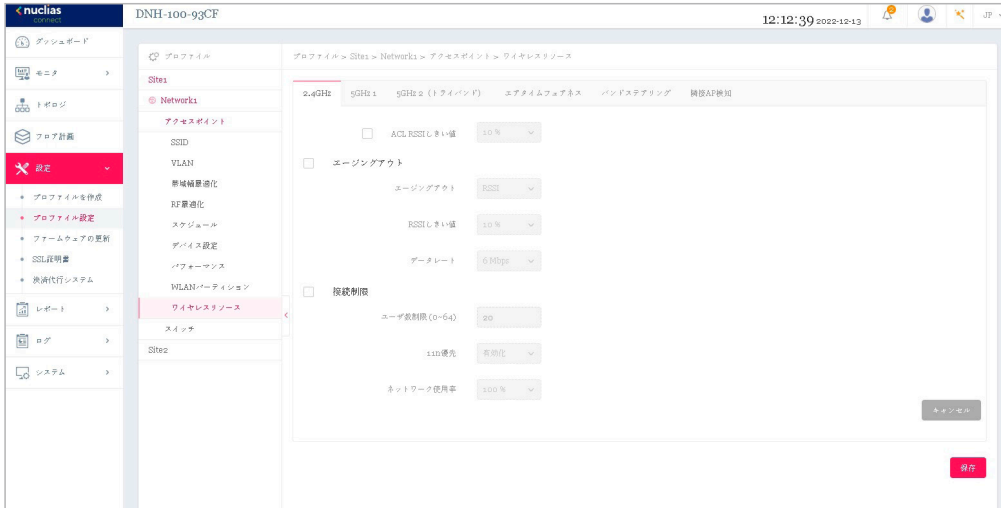 nuclias
connect
DNH-100-93CF
12:12:39 2022-12-13
2
JP
ダッシュボード
モニタ
トポロジ
フロア計画
設定
プロファイルを作成
プロファイル設定
ファームウェアの更新
SSL証明書
決済代行システム
レポート
ログ
システム
プロファイル
Site1
Network1
アクセスポイント
SSID
VLAN
帯域幅最適化
RF最適化
スケジュール
デバイス設定
パフォーマンス
WLANパーティション
ワイヤレスリソース
スイッチ
Site2
プロファイル > Site1 > Network1 > アクセスポイント > ワイヤレスリソース
2.4GHz 5GHz 1 5GHz 2 (トライバンド) エアタイムフェアネス バンドステアリング 隣接AP検知
ACL RSSIしきい値 10 %
エージングアウト
エージングアウト RSSI
RSSIしきい値 10 %
データレート 6 Mbps
接続制限
ユーザ数制限(0~64) 20
11n優先 有効化
ネットワーク使用率 100 %
キャンセル
保存